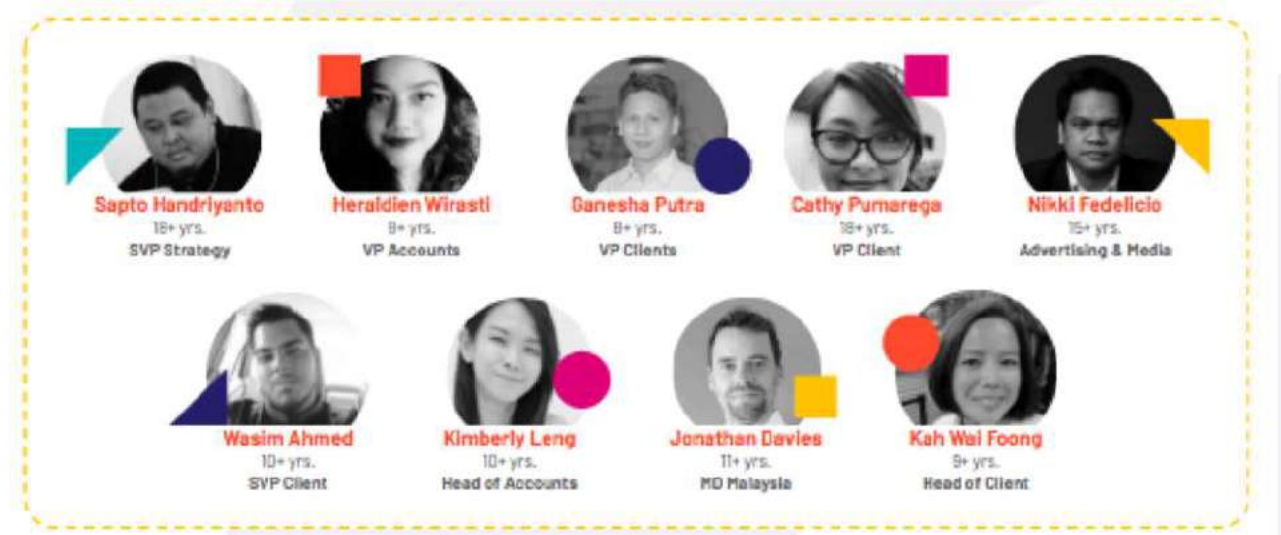 Sapto Handriyanto
18+ yrs.
SVP Strategy
Heraldien Wirasti
8+ yrs.
VP Accounts
Ganesha Putra
8+ yrs.
VP Clients
Cathy Pumarega
18+ yrs.
VP Client
Nikki Fedelicio
15+ yrs.
Advertising & Media
Wasim Ahmed
10+ yrs.
SVP Client
Kimberly Leng
10+ yrs.
Head of Accounts
Jonathan Davies
11+ yrs.
MD Malaysia
Kah Wai Foong
9+ yrs.
Head of Client